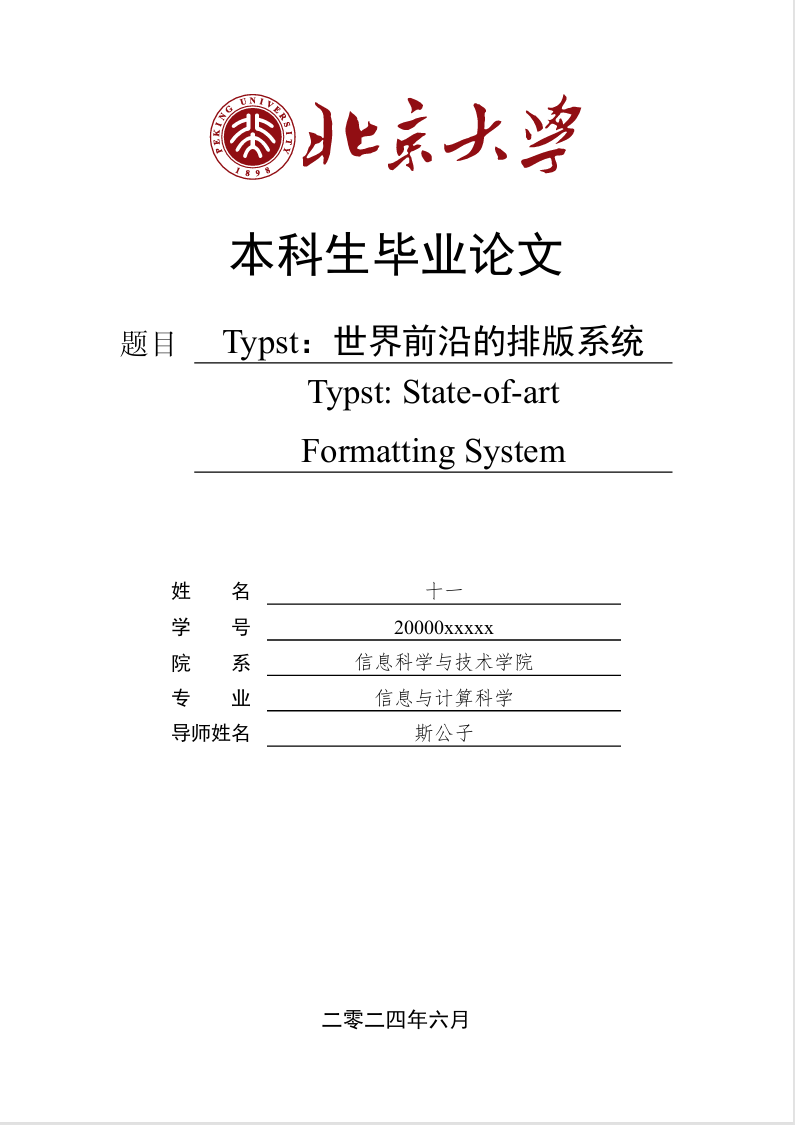 PEKING UNIVERSITY
1898
北京大学
本科生毕业论文
题目 Typst：世界前沿的排版系统
Typst: State-of-art
Formatting System
姓 名 十一
学 号 20000xxxxx
院 系 信息科学与技术学院
专 业 信息与计算科学
导师姓名 斯公子
二零二四年六月